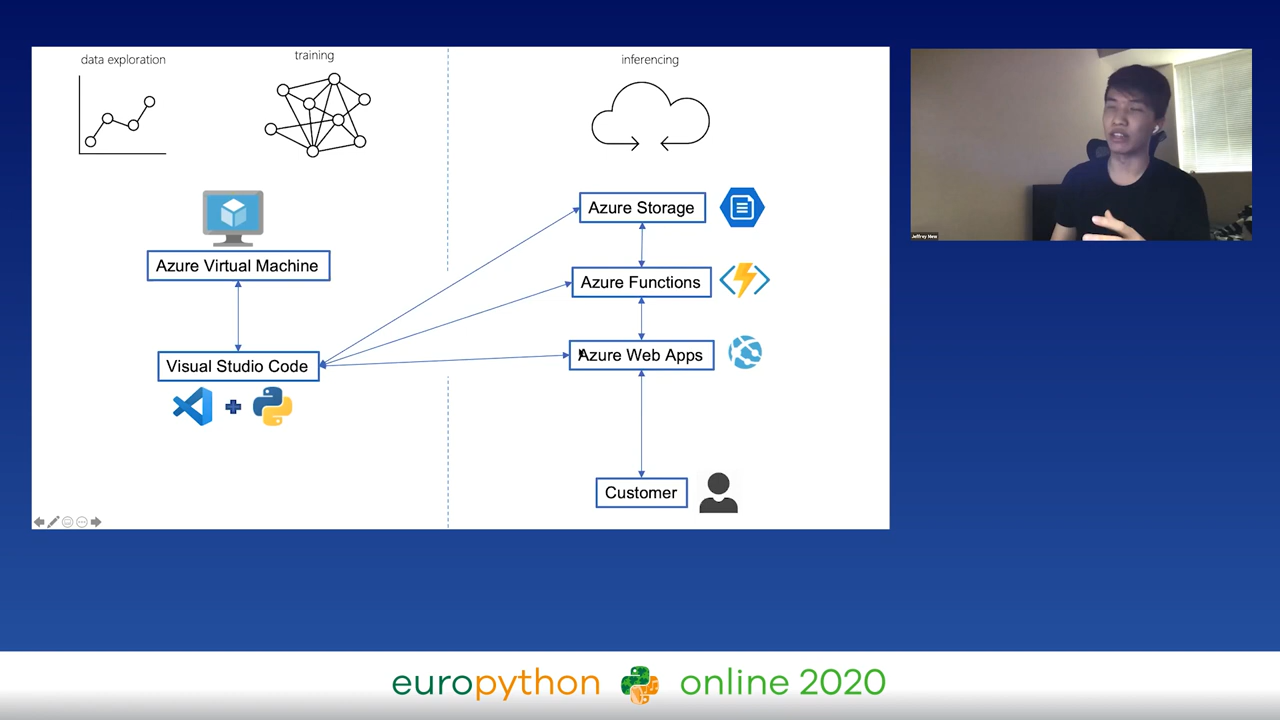 data exploration
training
inferencing
Azure Storage
Azure Functions
Azure Virtual Machine
Azure Web Apps
Visual Studio Code
Customer
europython online 2020